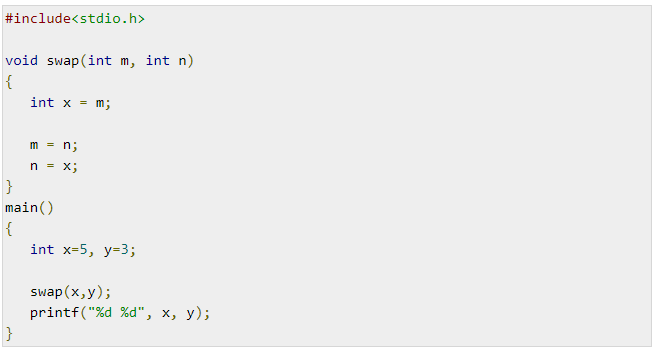 #include<stdio.h>
void swap(int m, int n)
{
int x = m;
m = n;
n = x;
}
main()
{
int x=5, y=3;
swap(x,y);
printf("%d %d", x, y);
}